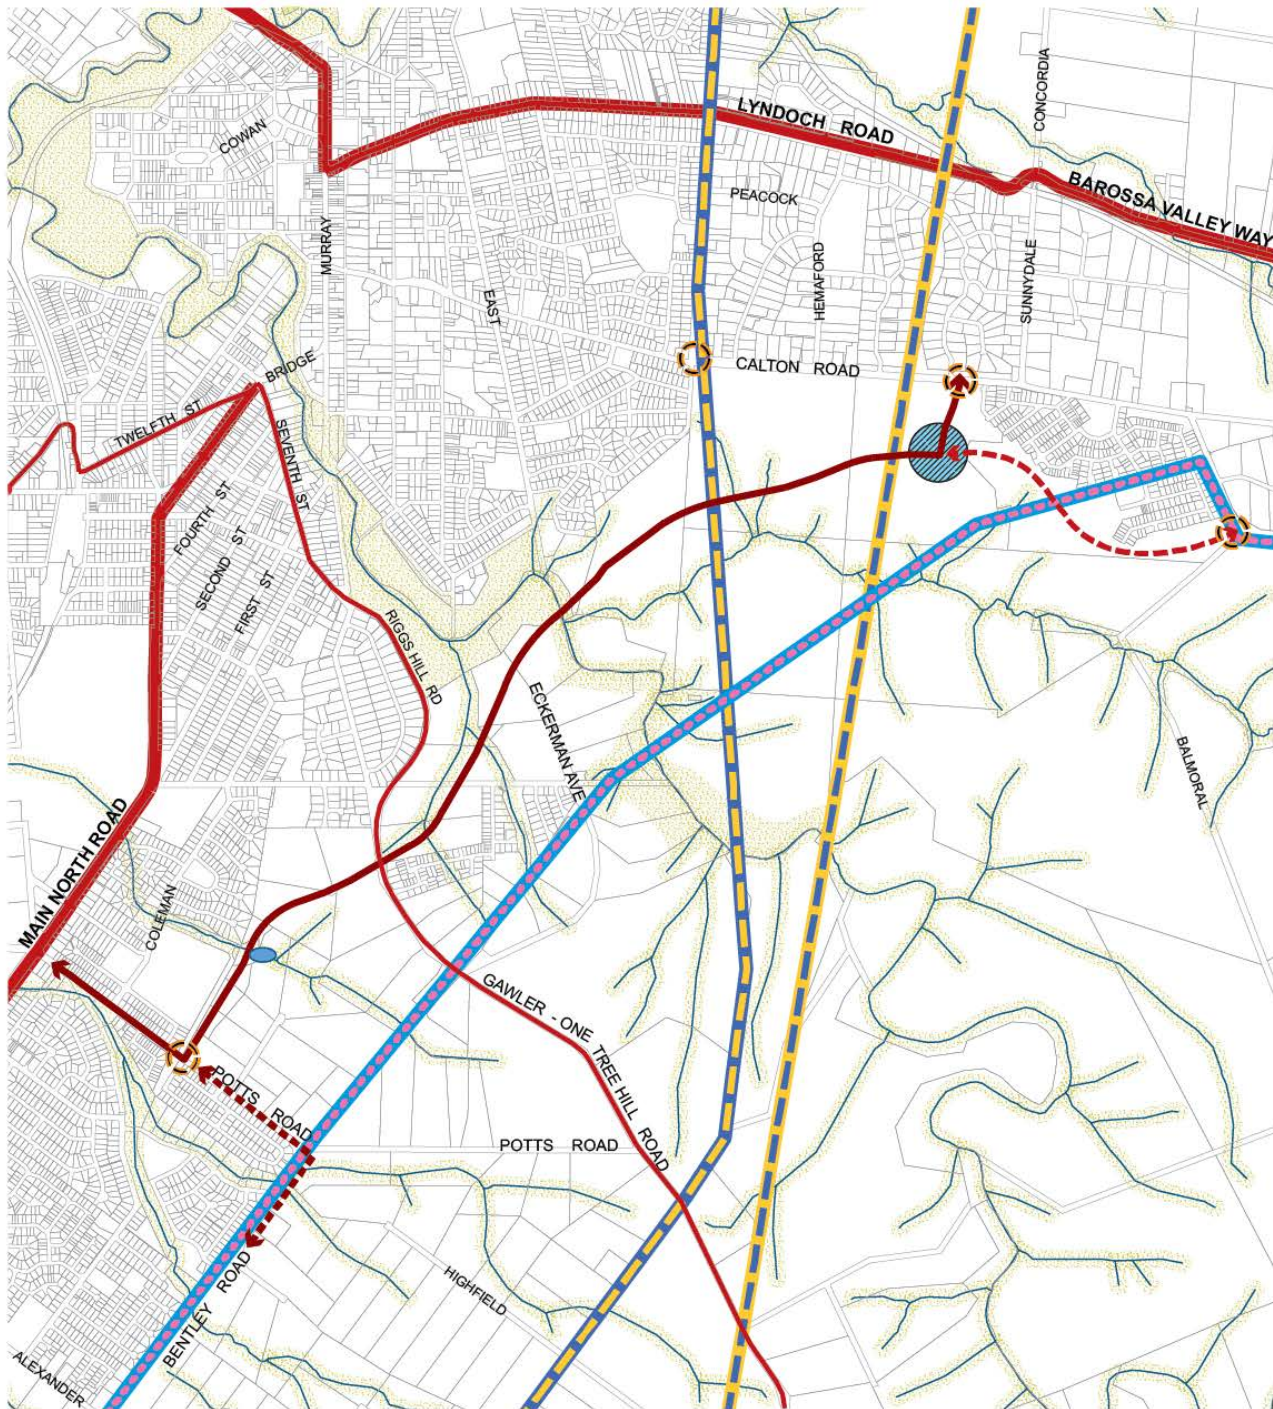 CONCORDIA
LYNDOCH ROAD
COWAN
BAROSSA VALLEY WAY
PEACOCK
MURRAY
HEMAFORD
SUNNYDALE
EAST
BRIDGE
CALTON ROAD
TWELFTH ST
SEVENTH ST
FOURTH ST
SECOND ST
FIRST ST
RIGGS HILL RD
ECKERMAN AVE
BALMORAL
MAIN NORTH ROAD
COLEMAN
GAWLER - ONE TREE HILL ROAD
POTTS ROAD
POTTS ROAD
HIGHFIELD
BENTLEY ROAD
ALEXANDER